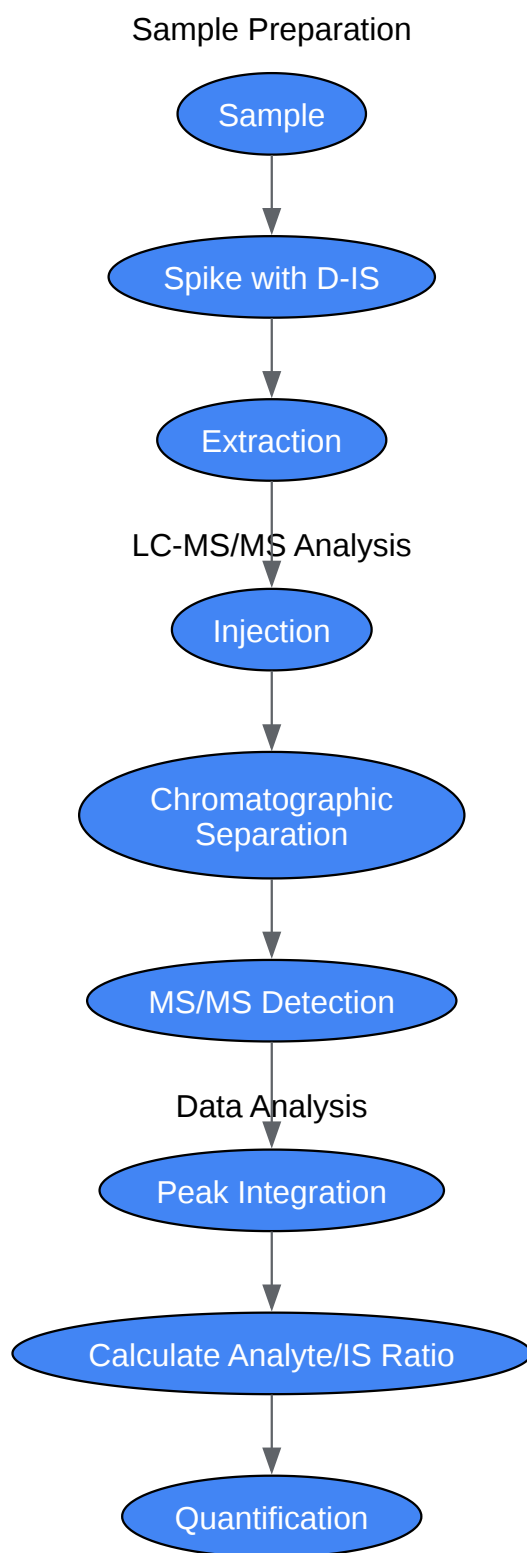 Sample Preparation
Sample
Spike with D-IS
Extraction
LC-MS/MS Analysis
Injection
Chromatographic
Separation
MS/MS Detection
Data Analysis
Peak Integration
Calculate Analyte/IS Ratio
Quantification